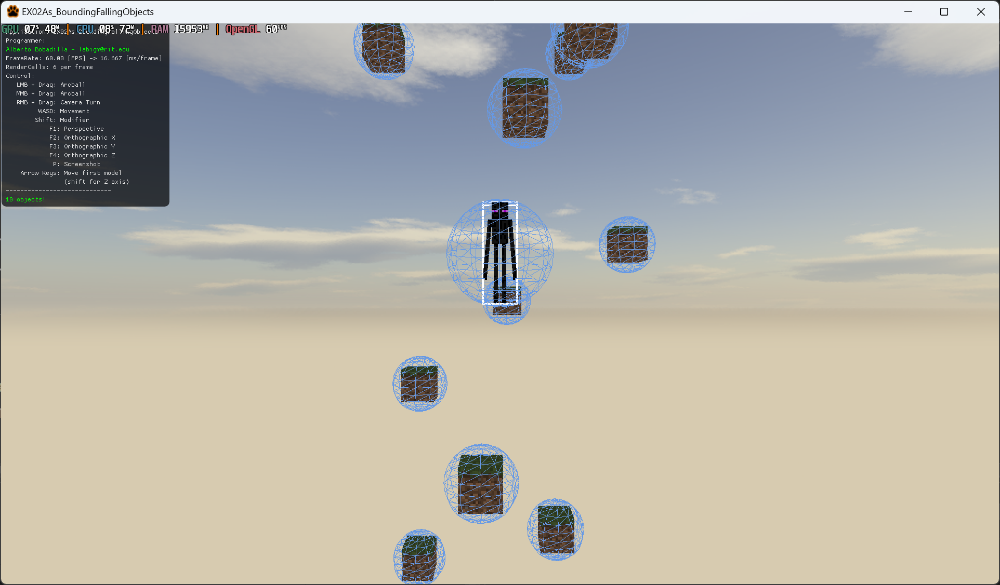 EX02As_BoundingFallingObjects
GPU 07% 48W | CPU 08% 72W | RAM 15953MB | OpenGL 60FPS
Application: EX02As_BoundingFallingObjects
Programmer:
Alberto Bobadilla - labigm@rit.edu
FrameRate: 60.00 [FPS] -> 16.667 [ms/frame]
RenderCalls: 6 per frame
Control:
LMB + Drag: Arcball
MMB + Drag: Arcball
RMB + Drag: Camera Turn
WASD: Movement
Shift: Modifier
F1: Perspective
F2: Orthographic X
F3: Orthographic Y
F4: Orthographic Z
P: Screenshot
Arrow Keys: Move first model
(shift for Z axis)
-----------------------------
10 objects!